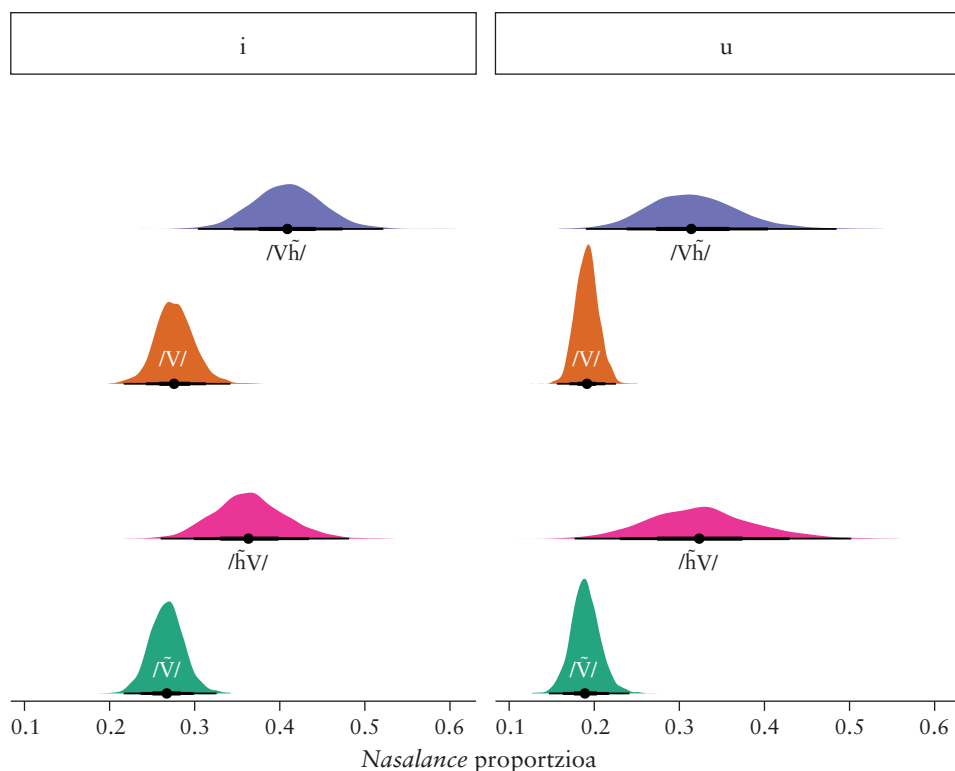 i u
/Vh̃/ /Vh̃/
/V/ /V/
/h̃V/ /h̃V/
/Ṽ/ /Ṽ/
0.1 0.2 0.3 0.4 0.5 0.6 0.1 0.2 0.3 0.4 0.5 0.6
Nasalance proportzioa